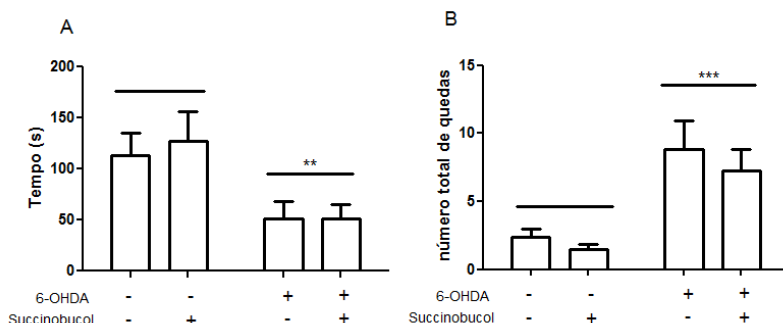 A
Tempo (s)
200
150
100
50
0
**
6-OHDA - - + +
Succinobucol - + - +
B
número total de quedas
15
10
5
0
***
6-OHDA - - + +
Succinobucol - + - +